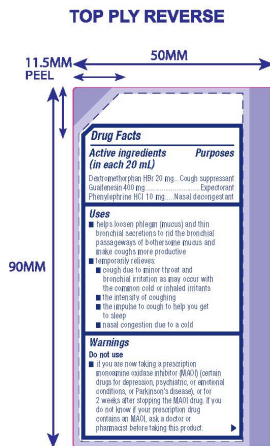 TOP PLY REVERSE
50MM
11.5MM
PEEL
90MM
Drug Facts
Active ingredients Purposes
(in each 20 mL)
Dextromethorphan HBr 20 mg... Cough suppressant
Guaifenesin 400 mg ........................ Expectorant
Phenylephrine HCl 10 mg.....Nasal decongestant
Uses
■ helps loosen phlegm (mucus) and thin
bronchial secretions to rid the bronchial
passageways of bothersome mucus and
make coughs more productive
■ temporarily relieves:
■ cough due to minor throat and
bronchial irritation as may occur with
the common cold or inhaled irritants
■ the intensity of coughing
■ the impulse to cough to help you get
to sleep
■ nasal congestion due to a cold
Warnings
Do not use
■ if you are now taking a prescription
monoamine oxidase inhibitor (MAOI) (certain
drugs for depression, psychiatric, or emotional
conditions, or Parkinson's disease), or for
2 weeks after stopping the MAOI drug. If you
do not know if your prescription drug
contains an MAOI, ask a doctor or
pharmacist before taking this product.